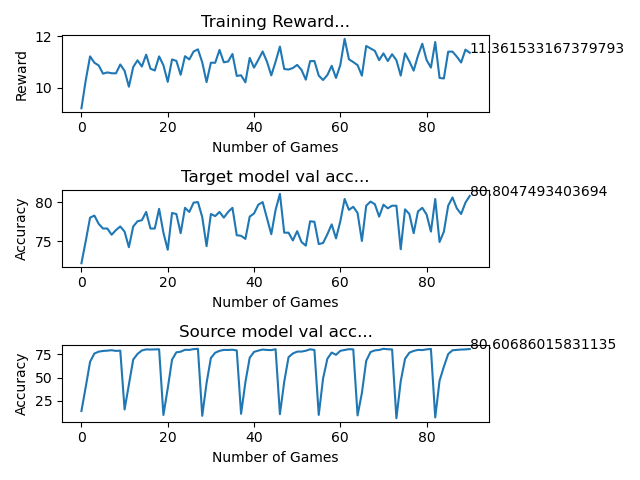 Training Reward...
12
10
Reward
11.361533167379793
0 20 40 60 80
Number of Games
Target model val acc...
80
75
Accuracy
80.8047493403694
0 20 40 60 80
Number of Games
Source model val acc...
75
50
25
Accuracy
80.60686015831135
0 20 40 60 80
Number of Games